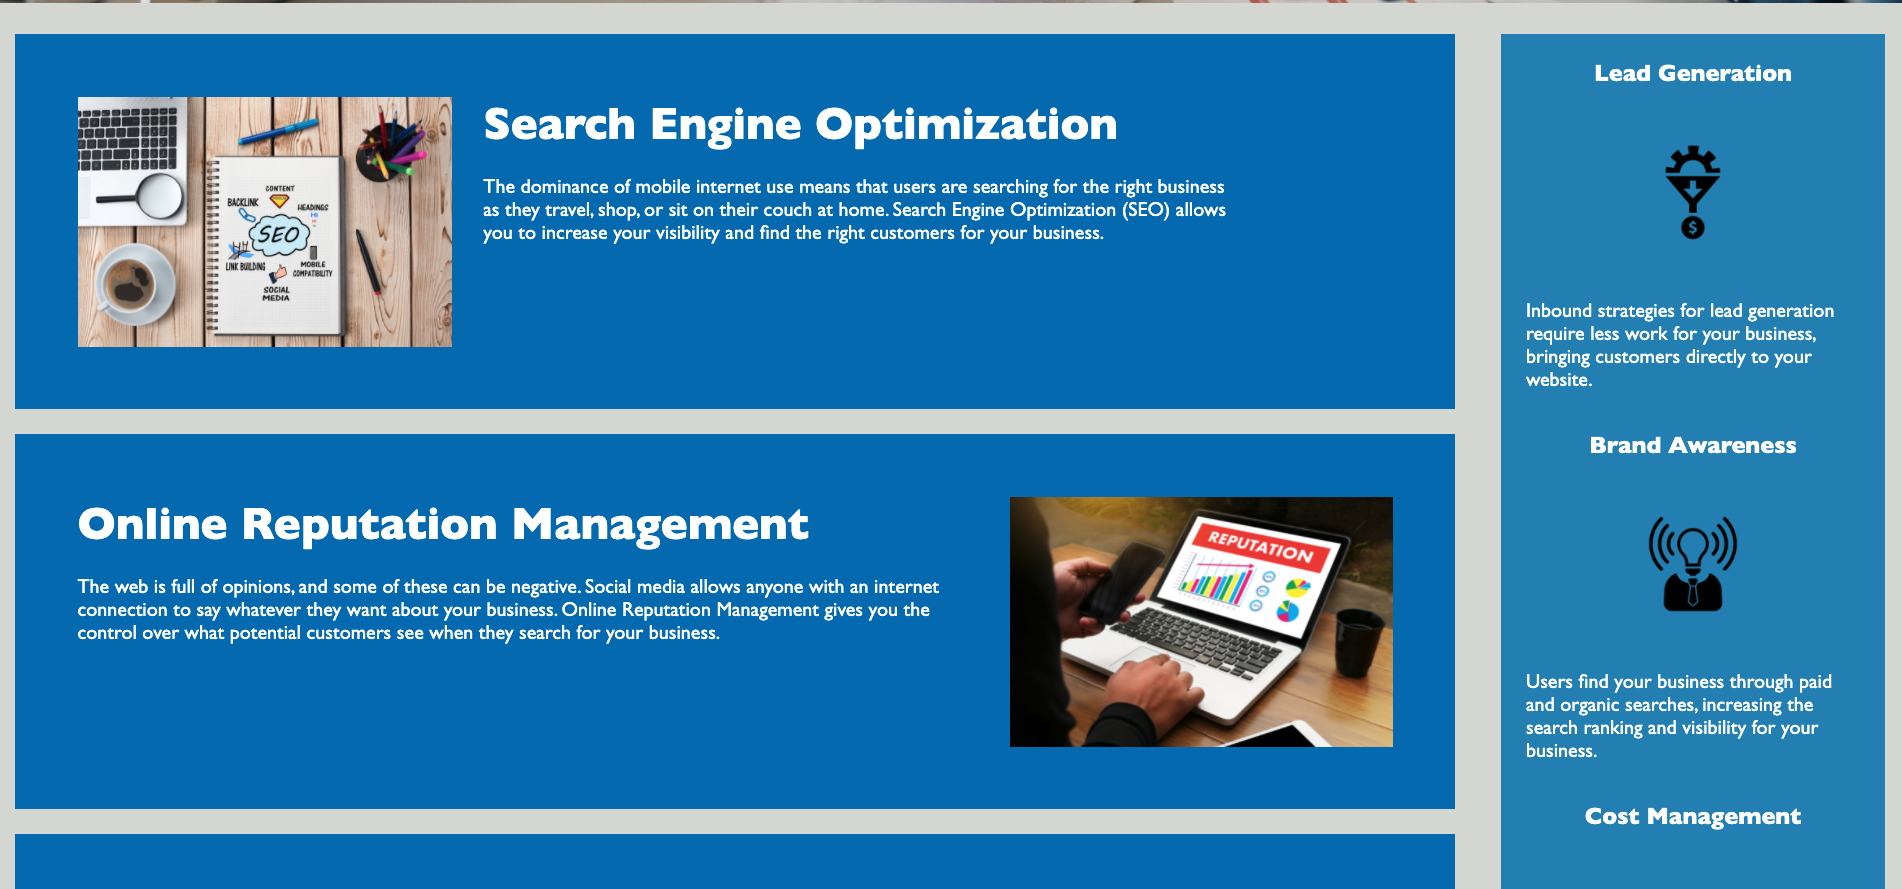 Search Engine Optimization
The dominance of mobile internet use means that users are searching for the right business
as they travel, shop, or sit on their couch at home. Search Engine Optimization (SEO) allows
you to increase your visibility and find the right customers for your business.
CONTENT
BACKLINK
HEADINGS
H1
SEO
LINK BUILDING
MOBILE
COMPATIBILITY
SOCIAL
MEDIA
Online Reputation Management
The web is full of opinions, and some of these can be negative. Social media allows anyone with an internet
connection to say whatever they want about your business. Online Reputation Management gives you the
control over what potential customers see when they search for your business.
REPUTATION
Lead Generation
$
Inbound strategies for lead generation
require less work for your business,
bringing customers directly to your
website.
Brand Awareness
Users find your business through paid
and organic searches, increasing the
search ranking and visibility for your
business.
Cost Management